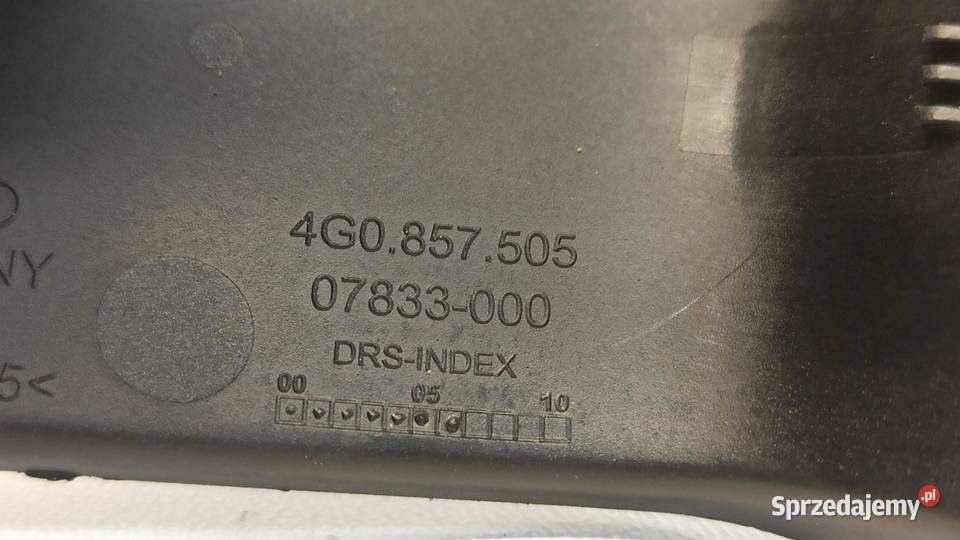 4G0.857.505
NY
07833-000
DRS-INDEX
5<
00 05 10
Sprzedajemy.pl